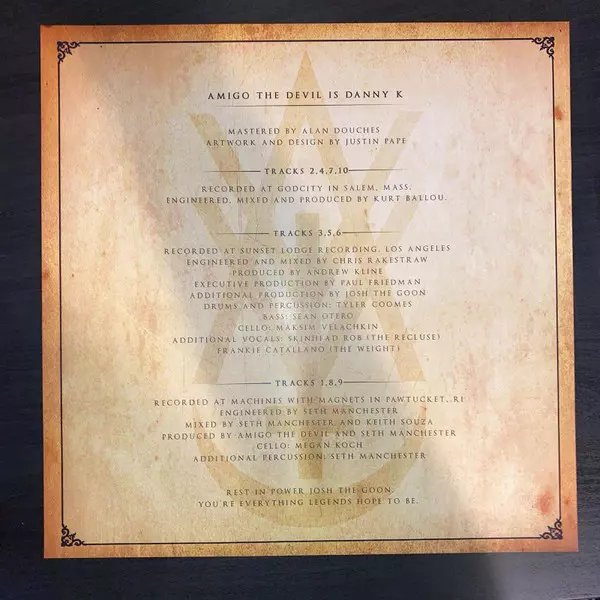 AMIGO THE DEVIL IS DANNY K
MASTERED BY ALAN DOUCHES
ARTWORK AND DESIGN BY JUSTIN PAPE
TRACKS 2,4,7,10
RECORDED AT GODCITY IN SALEM, MASS.
ENGINEERED, MIXED AND PRODUCED BY KURT BALLOU.
TRACKS 3,5,6
RECORDED AT SUNSET LODGE RECORDING, LOS ANGELES
ENGINEERED AND MIXED BY CHRIS RAKESTRAW
PRODUCED BY ANDREW KLINE
EXECUTIVE PRODUCTION BY PAUL FRIEDMAN
ADDITIONAL PRODUCTION BY JOSH THE GOON
DRUMS AND PERCUSSION: TYLER COOMES
BASS: SEAN OTERO
CELLO: MAKSIM VELACHKIN
ADDITIONAL VOCALS: SKINHEAD ROB (THE RECLUSE)
FRANKIE CATALLANO (THE WEIGHT)
TRACKS 1,8,9
RECORDED AT MACHINES WITH MAGNETS IN PAWTUCKET, RI
ENGINEERED BY SETH MANCHESTER
MIXED BY SETH MANCHESTER AND KEITH SOUZA
PRODUCED BY AMIGO THE DEVIL AND SETH MANCHESTER
CELLO: MEGAN KOCH
ADDITIONAL PERCUSSION: SETH MANCHESTER
REST IN POWER JOSH THE GOON.
YOU'RE EVERYTHING LEGENDS HOPE TO BE.